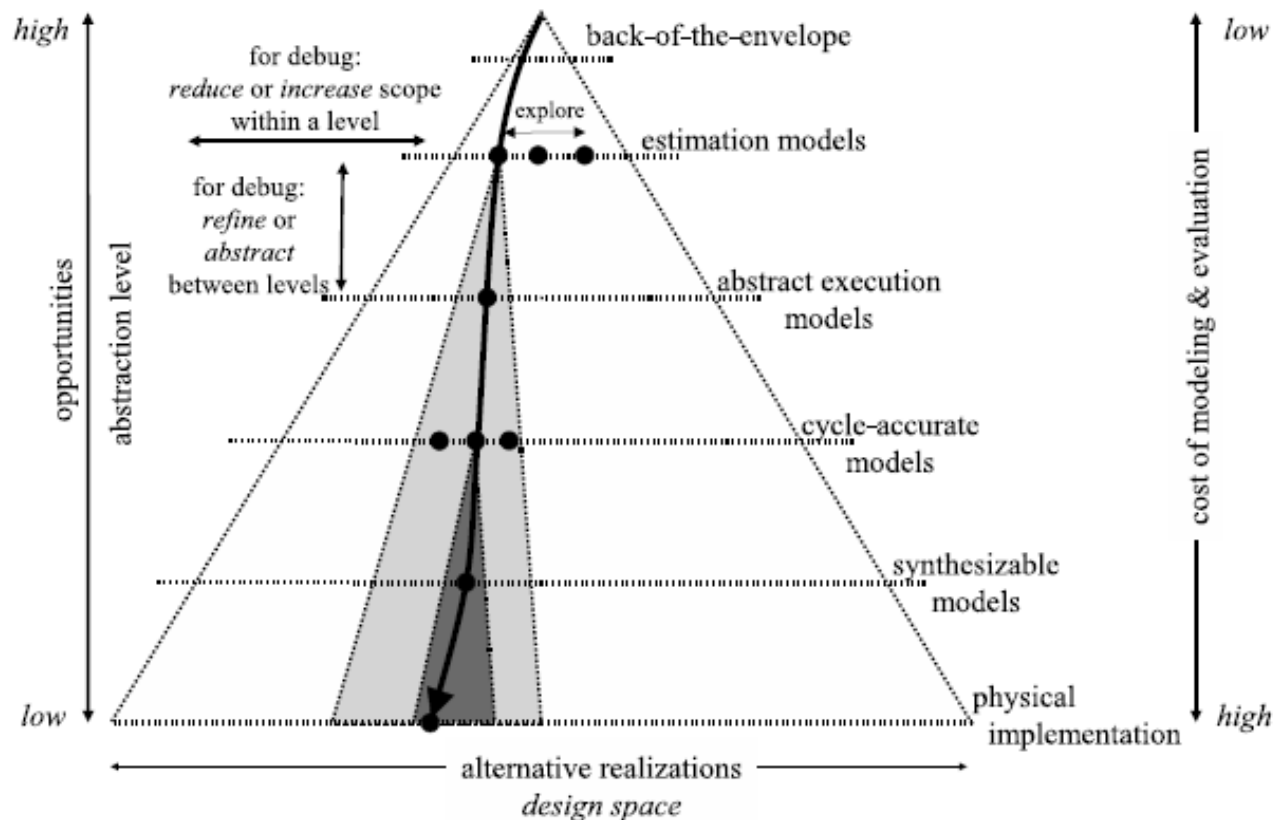 high
low
back-of-the-envelope
for debug:
reduce or increase scope
within a level
explore
estimation models
for debug:
refine or
abstract
between levels
opportunities
abstraction level
abstract execution
models
cost of modeling & evaluation
cycle-accurate
models
synthesizable
models
low
physical
implementation
high
alternative realizations
design space